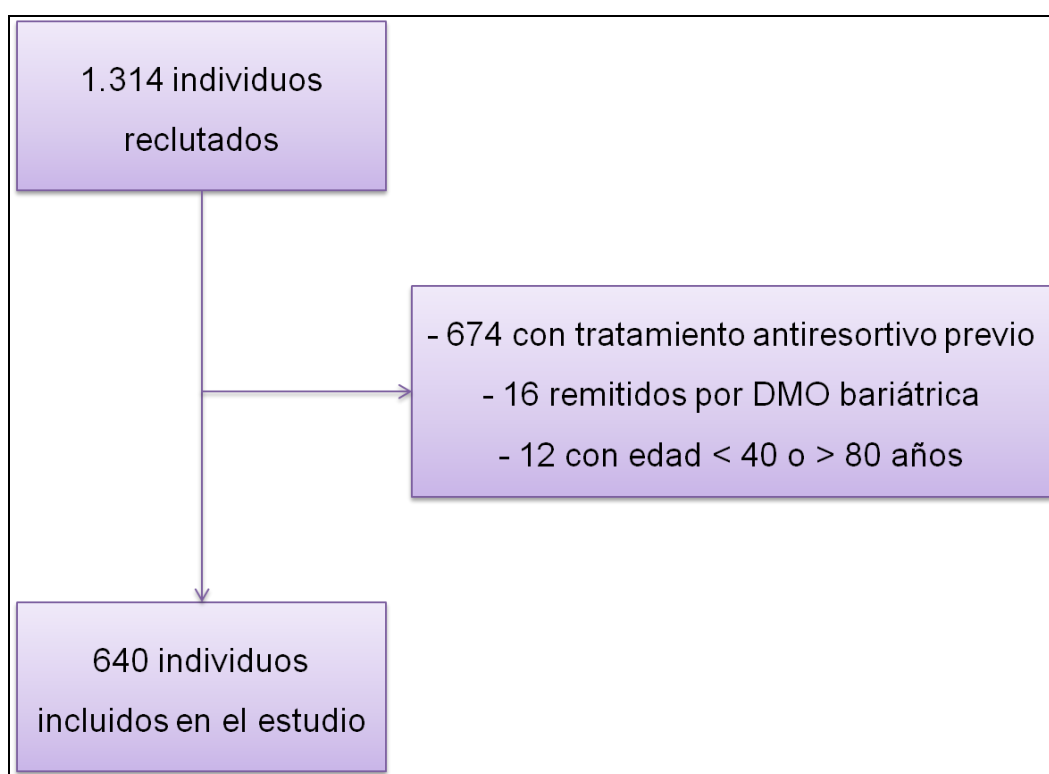 1.314 individuos
reclutados
- 674 con tratamiento antiresortivo previo
- 16 remitidos por DMO bariátrica
- 12 con edad < 40 o > 80 años
640 individuos
incluidos en el estudio